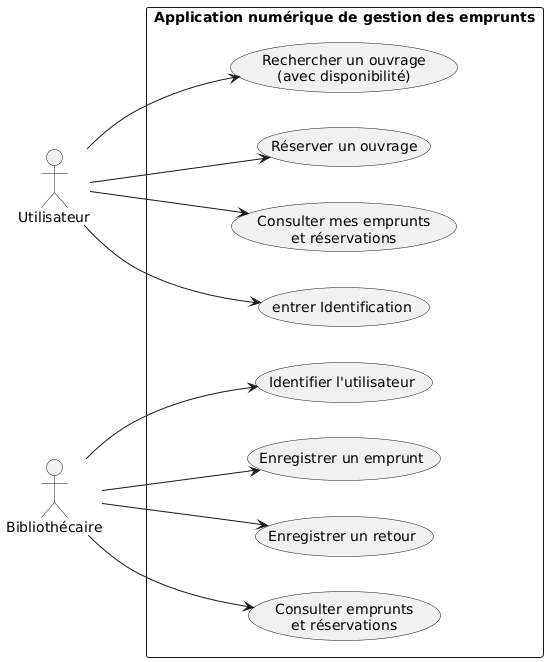 Application numérique de gestion des emprunts
Rechercher un ouvrage
(avec disponibilité)
Réserver un ouvrage
Utilisateur
Consulter mes emprunts
et réservations
entrer Identification
Identifier l'utilisateur
Enregistrer un emprunt
Bibliothécaire
Enregistrer un retour
Consulter emprunts
et réservations